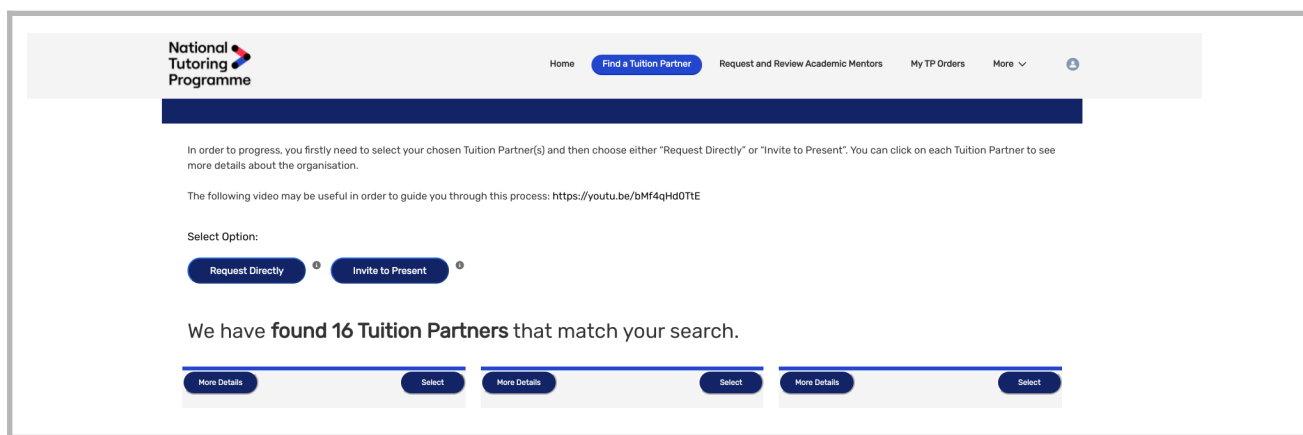 National
Tutoring
Programme
Home Find a Tuition Partner Request and Review Academic Mentors My TP Orders More
In order to progress, you firstly need to select your chosen Tuition Partner(s) and then choose either "Request Directly" or "Invite to Present". You can click on each Tuition Partner to see
more details about the organisation.
The following video may be useful in order to guide you through this process: https://youtu.be/bMf4qHd0TtE
Select Option:
Request Directly Invite to Present
We have found 16 Tuition Partners that match your search.
More Details Select More Details Select More Details Select